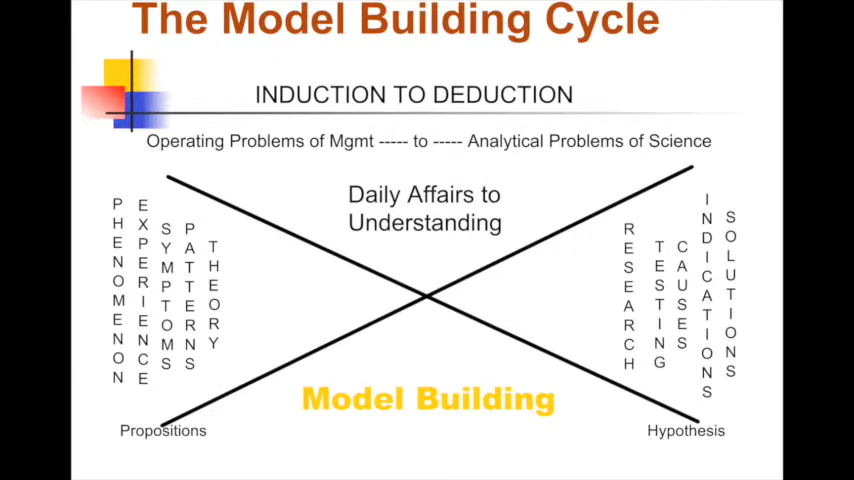 The Model Building Cycle
INDUCTION TO DEDUCTION
Operating Problems of Mgmt ----- to ----- Analytical Problems of Science
Daily Affairs to
Understanding
PHENOMENON
EXPERIENCE
SYMPTOMS
PATTERNS
THEORY
RESEARCH
TESTING
CAUSES
INDICATIONS
SOLUTIONS
Model Building
Propositions
Hypothesis